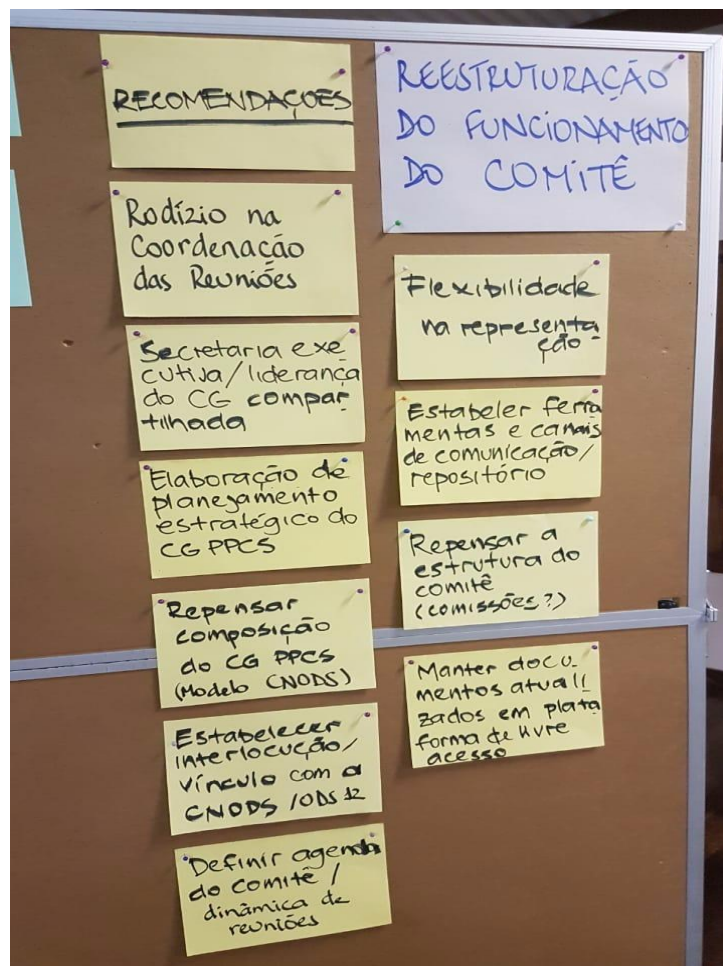 RECOMENDAÇÕES
Rodízio na
Coordenação
das Reuniões
Secretaria exe
cutiva/liderança
do CG compar
tilhada
Elaboração de
planejamento
estratégico do
CG PPCS
Repensar
composição
do CG PPCS
(Modelo CNODS)
Estabelecer
interlocução/
vínculo com a
CNODS /ODS 12
Definir agenda
do comitê /
dinâmica de
reuniões
REESTRUTURAÇÃO
DO FUNCIONAMENTO
DO COMITÊ
Flexibilidade
na representa
ção
Estabeler ferra
mentas e canais
de comunicação/
repositório
Repensar a
estrutura do
comitê
(comissões?)
Manter docu-
mentos atuali
zados em plata
forma de livre
acesso